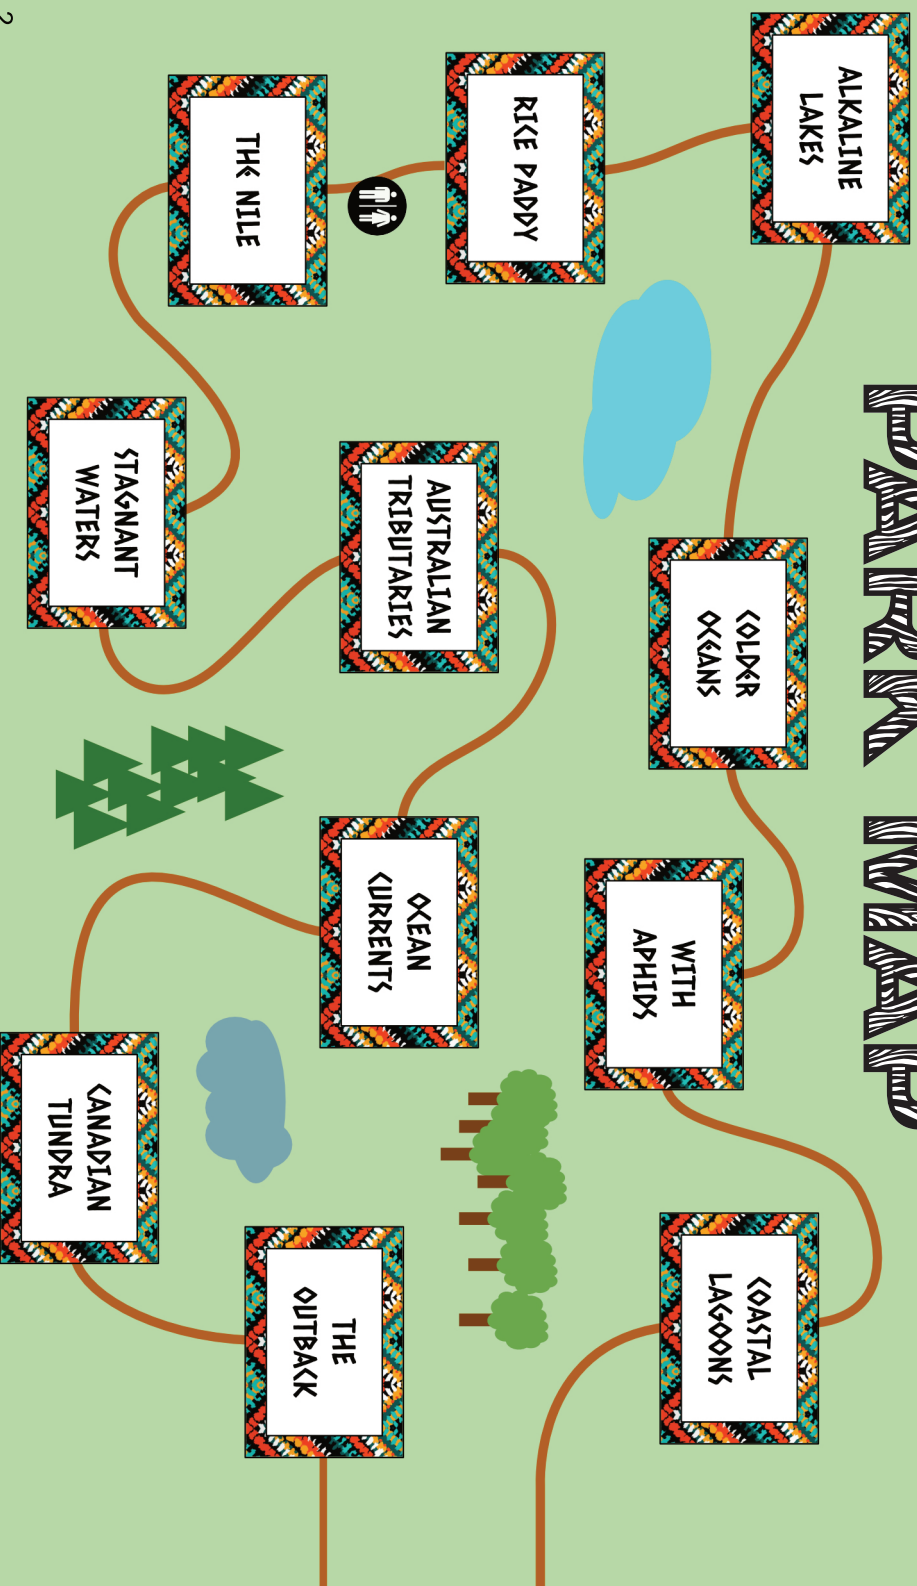 PARK MAP
ALKALINE
LAKES
COLDER
OCEANS
WITH
APHIDS
COASTAL
LAGOONS
RICE PADDY
THE NILE
STAGNANT
WATERS
AUSTRALIAN
TRIBUTARIES
OCEAN
CURRENTS
CANADIAN
TUNDRA
THE
OUTBACK
2